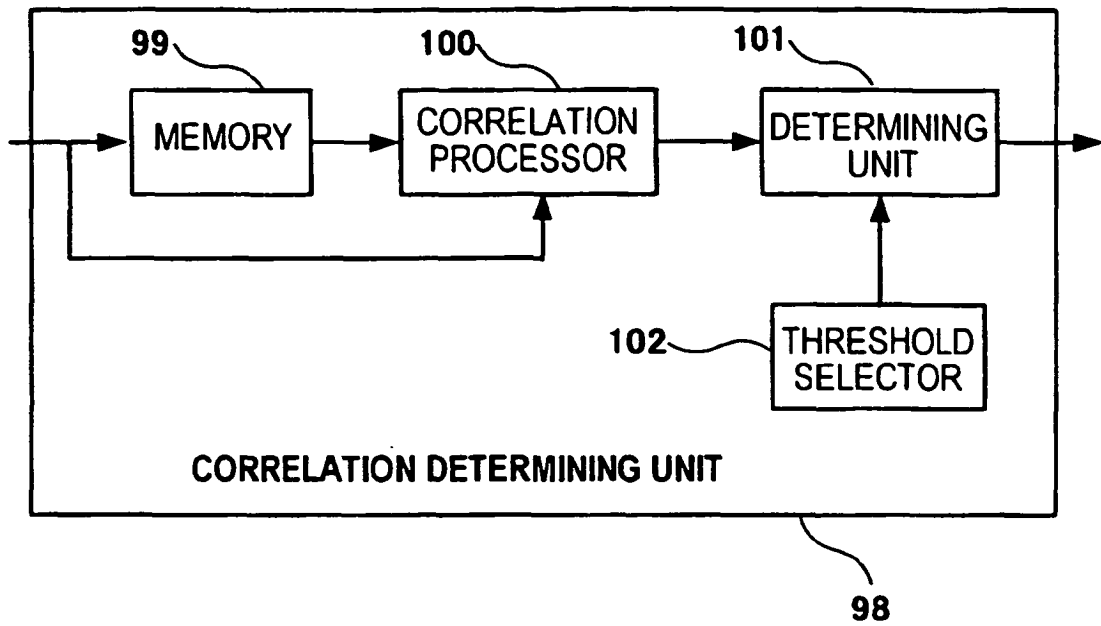 99
100
101
MEMORY
CORRELATION
PROCESSOR
DETERMINING
UNIT
102
THRESHOLD
SELECTOR
CORRELATION DETERMINING UNIT
98